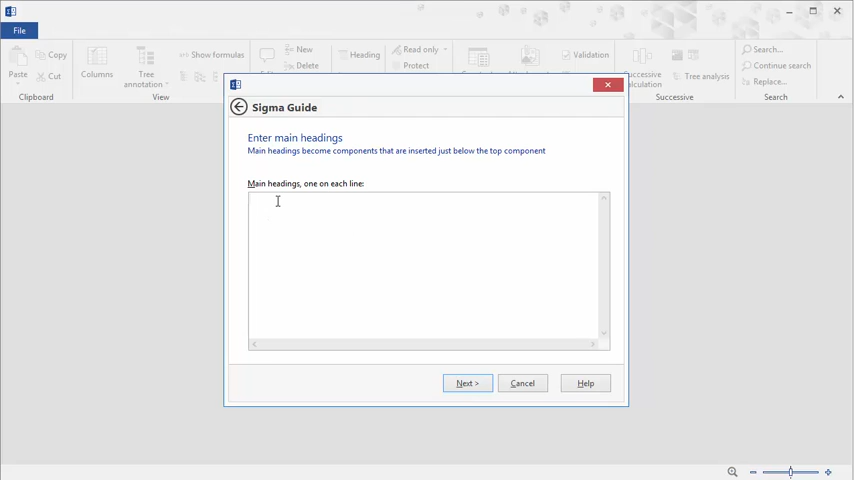 File
Paste
Copy
Cut
Clipboard
Columns
Tree
annotation
Show formulas
View
New
Delete
Heading
Read only
Protect
Validation
Successive
Tree analysis
Successive
Search...
Continue search
Replace...
Search
Sigma Guide
Enter main headings
Main headings become components that are inserted just below the top component
Main headings, one on each line:
Next >
Cancel
Help